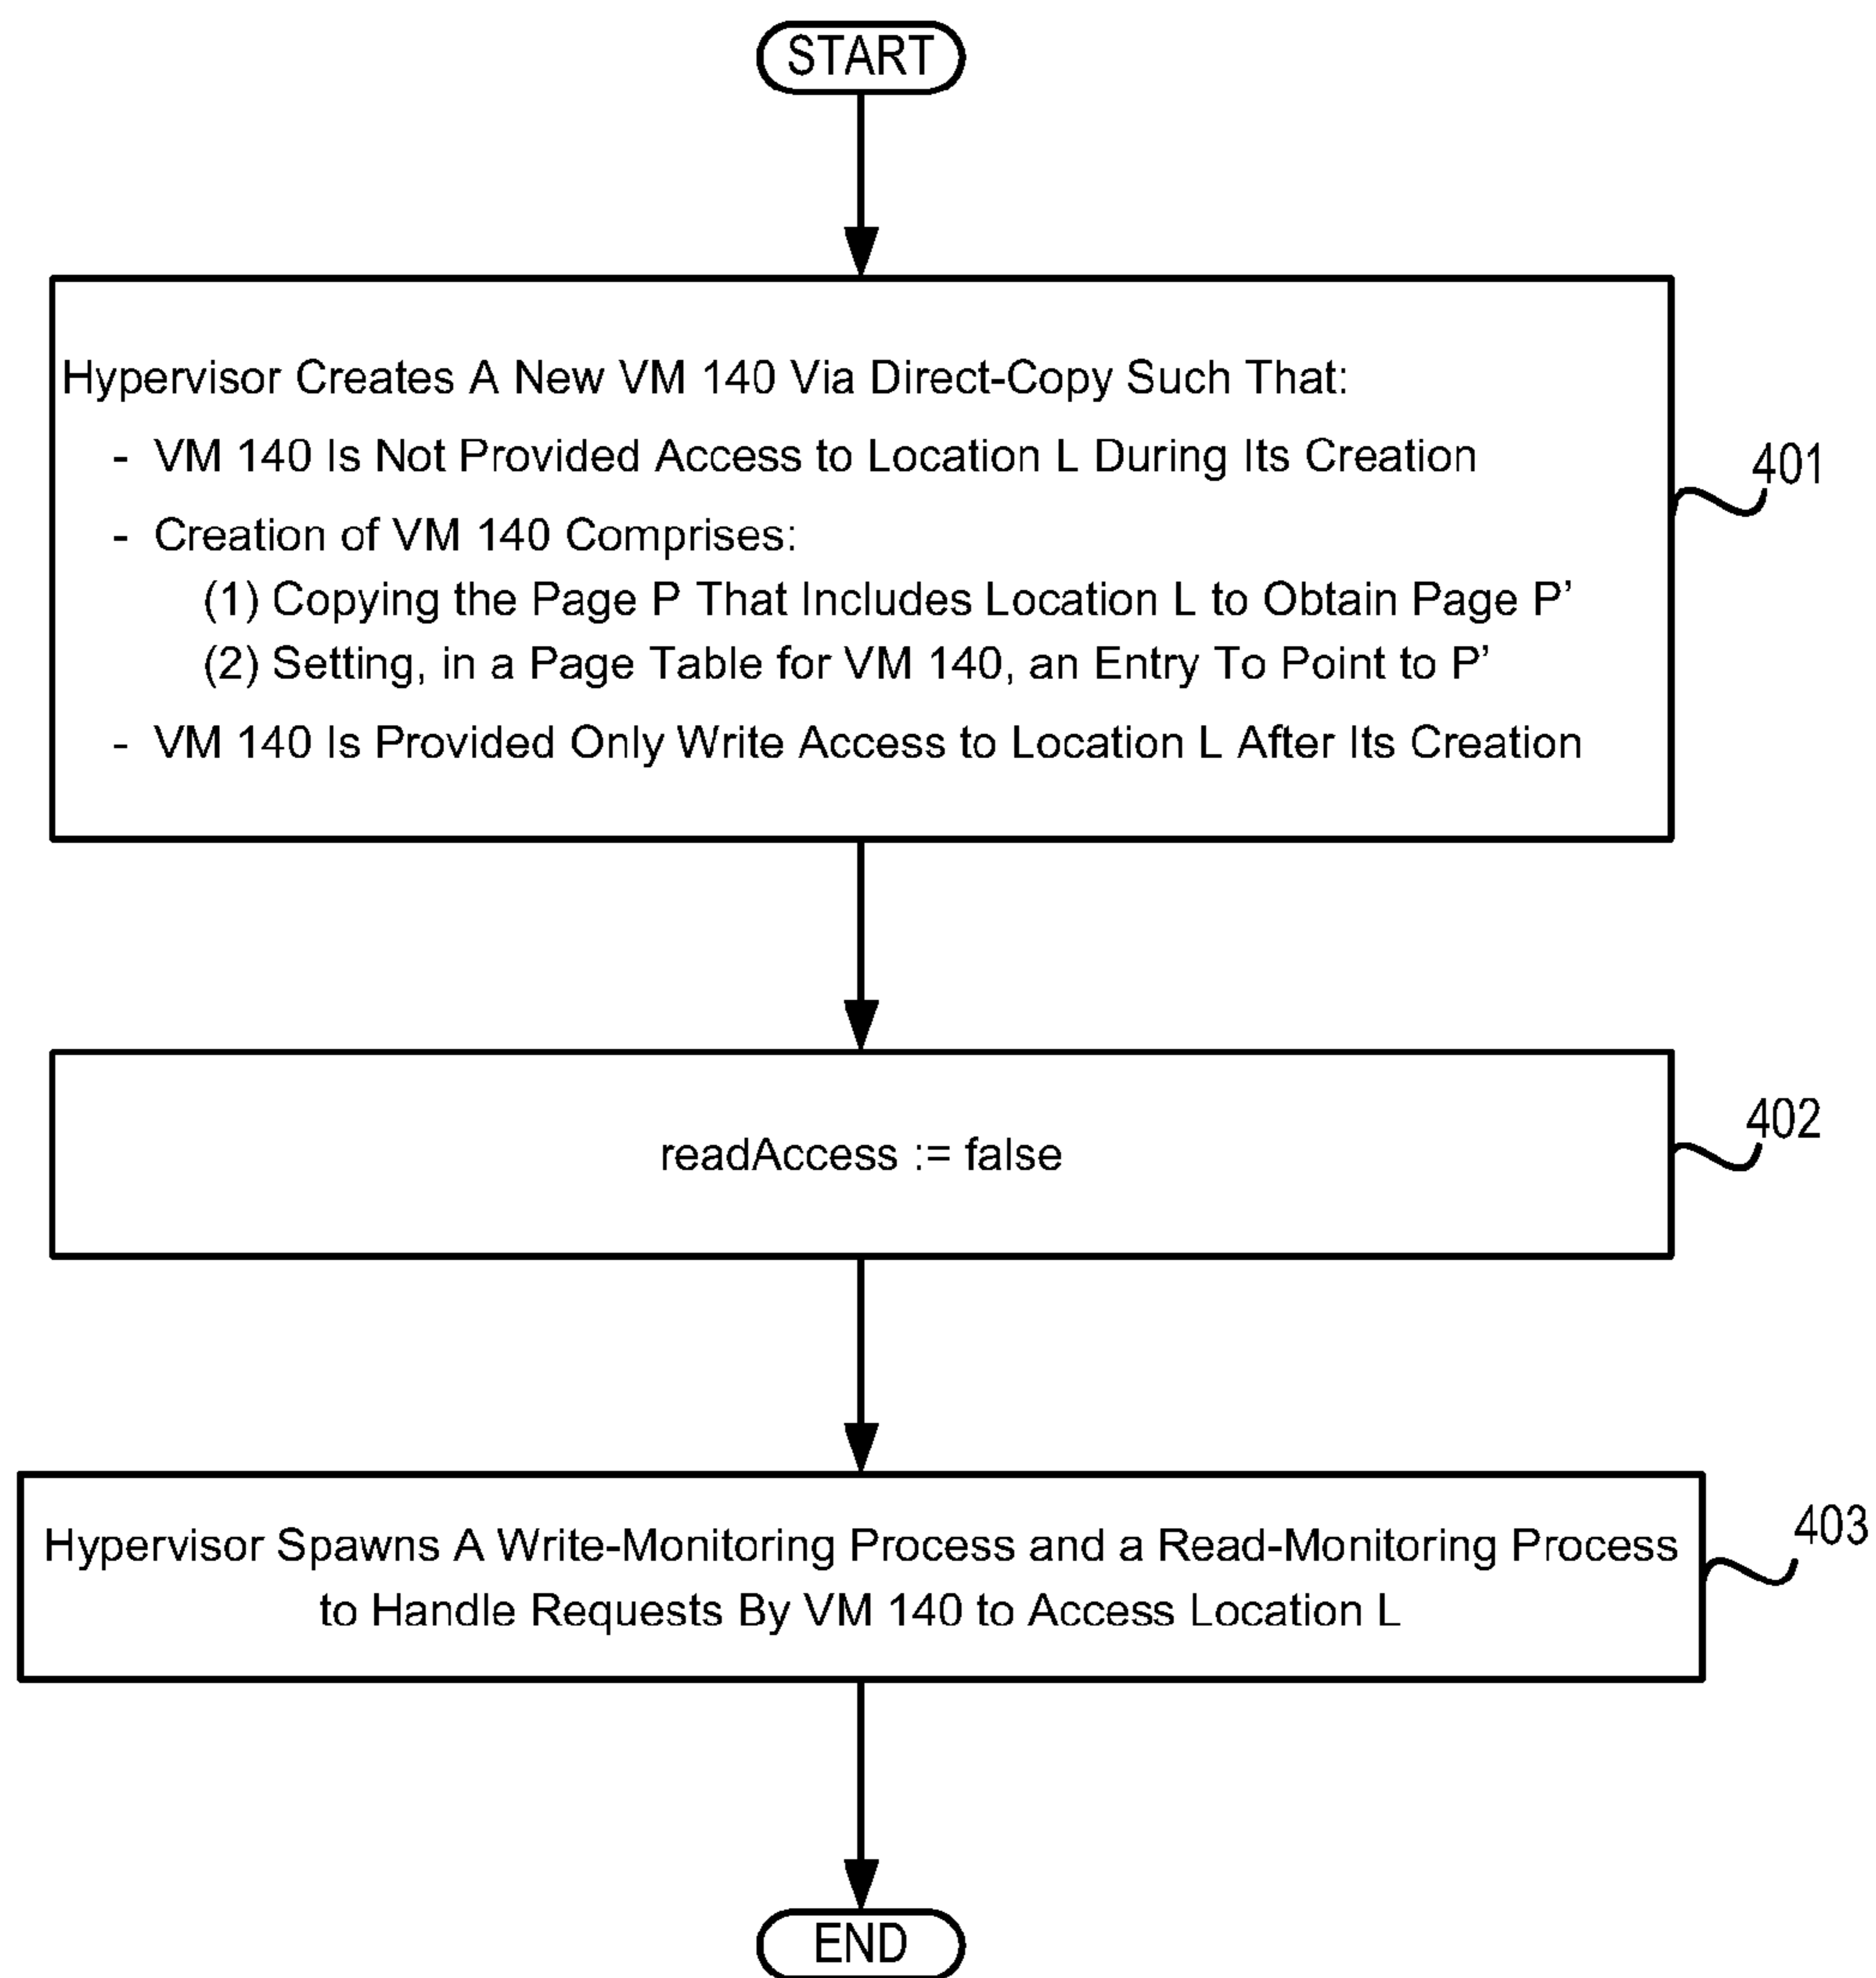 START
Hypervisor Creates A New VM 140 Via Direct-Copy Such That:
- VM 140 Is Not Provided Access to Location L During Its Creation
401
- Creation of VM 140 Comprises:
(1) Copying the Page P That Includes Location L to Obtain Page P’
(2) Setting, in a Page Table for VM 140, an Entry To Point to P’
- VM 140 Is Provided Only Write Access to Location L After Its Creation
402
readAccess := false
403
Hypervisor Spawns A Write-Monitoring Process and a Read-Monitoring Process
to Handle Requests By VM 140 to Access Location L
END